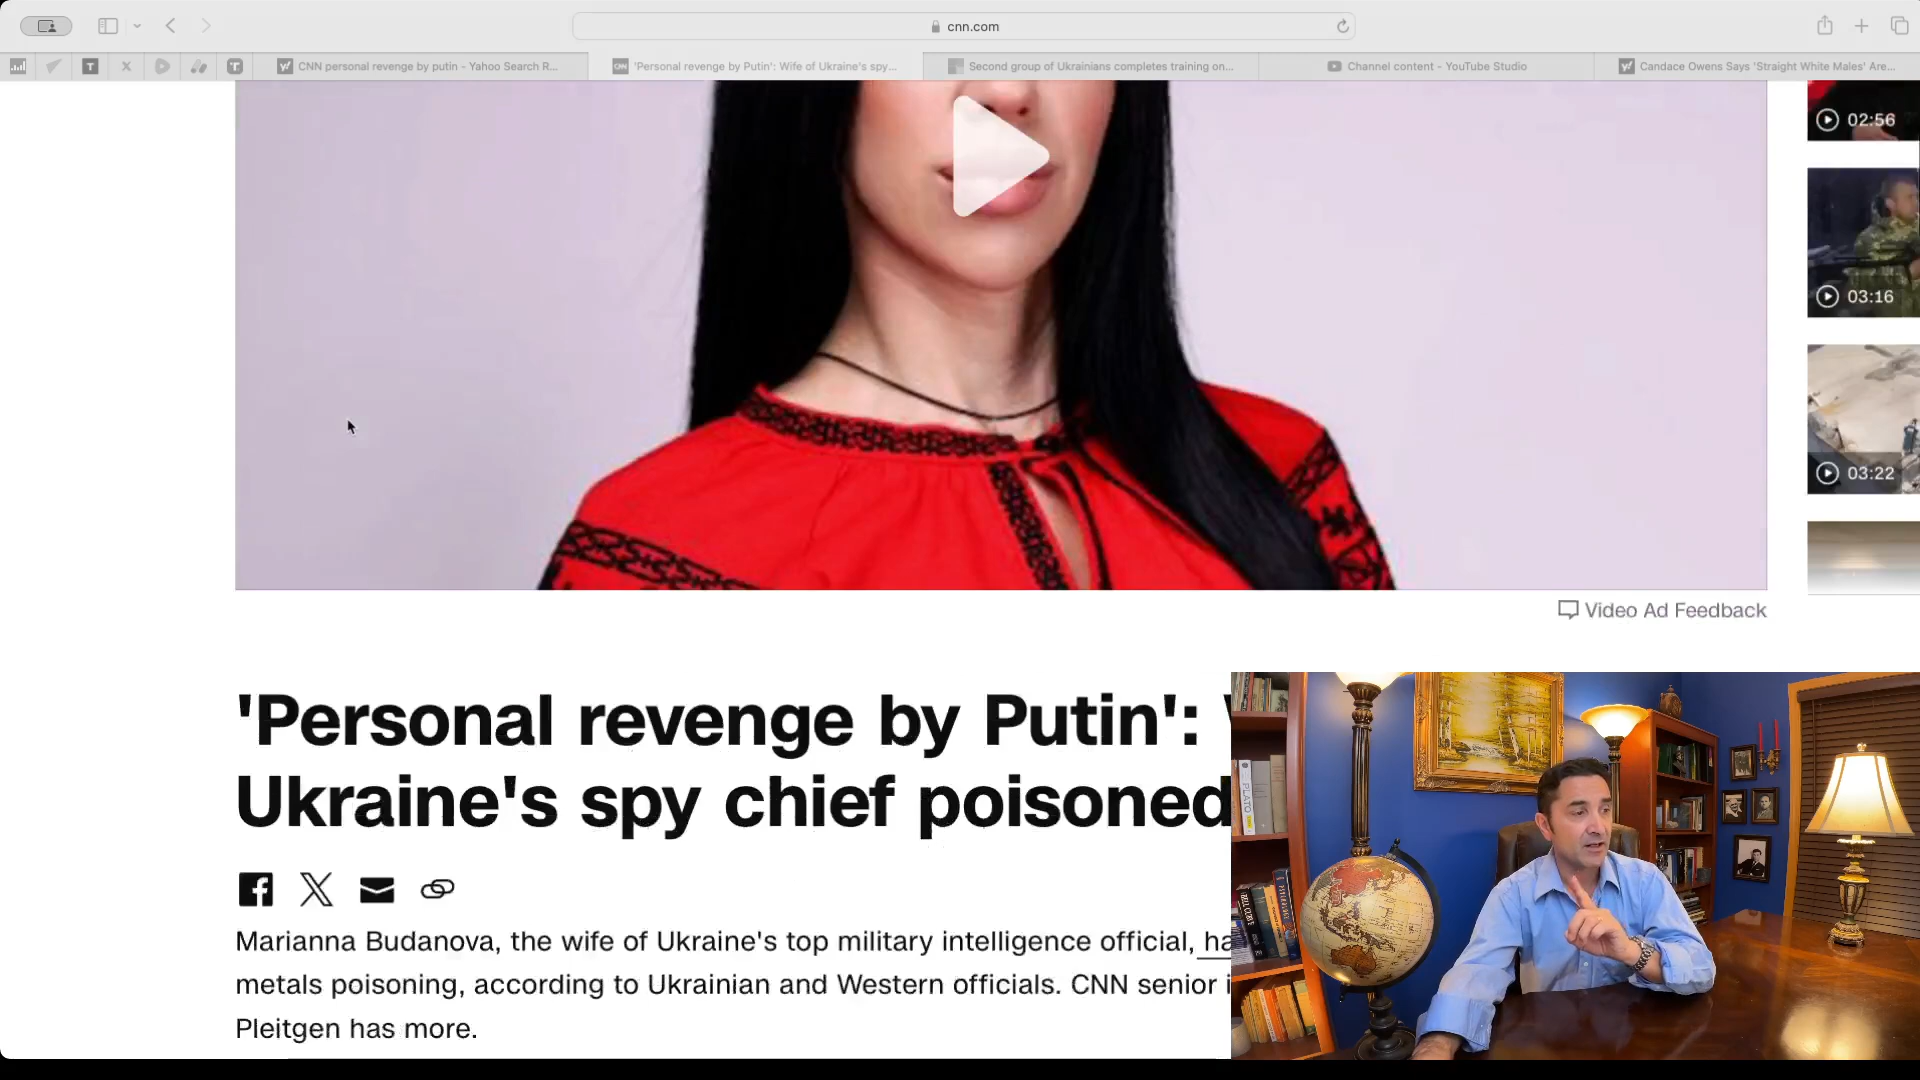 cnn.com
CNN personal revenge by putin - Yahoo Search R...
'Personal revenge by Putin': Wife of Ukraine's spy...
Second group of Ukrainians completes training on...
Channel content - YouTube Studio
Candace Owens Says 'Straight White Males' Are...
02:56
03:16
03:22
Video Ad Feedback
'Personal revenge by Putin':
Ukraine's spy chief poisoned
Marianna Budanova, the wife of Ukraine's top military intelligence official, ha
metals poisoning, according to Ukrainian and Western officials. CNN senior i
Pleitgen has more.
PLATO